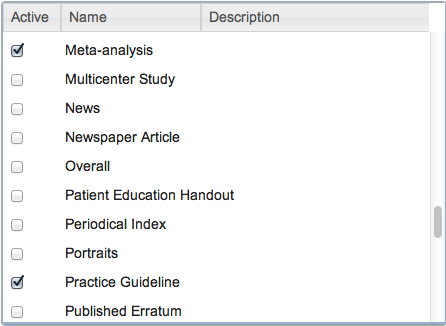 Active Name Description
Meta-analysis
Multicenter Study
News
Newspaper Article
Overall
Patient Education Handout
Periodical Index
Portraits
Practice Guideline
Published Erratum